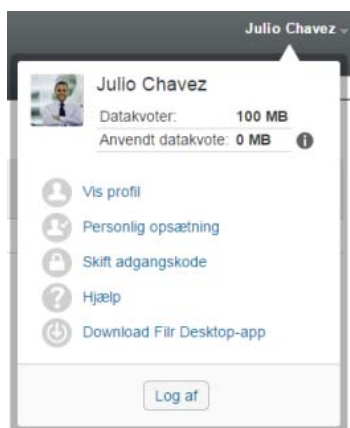 Julio Chavez
Julio Chavez
Datakvoter: 100 MB
Anvendt datakvote: 0 MB
Vis profil
Personlig opsætning
Skift adgangskode
Hjælp
Download Filr Desktop-app
Log af